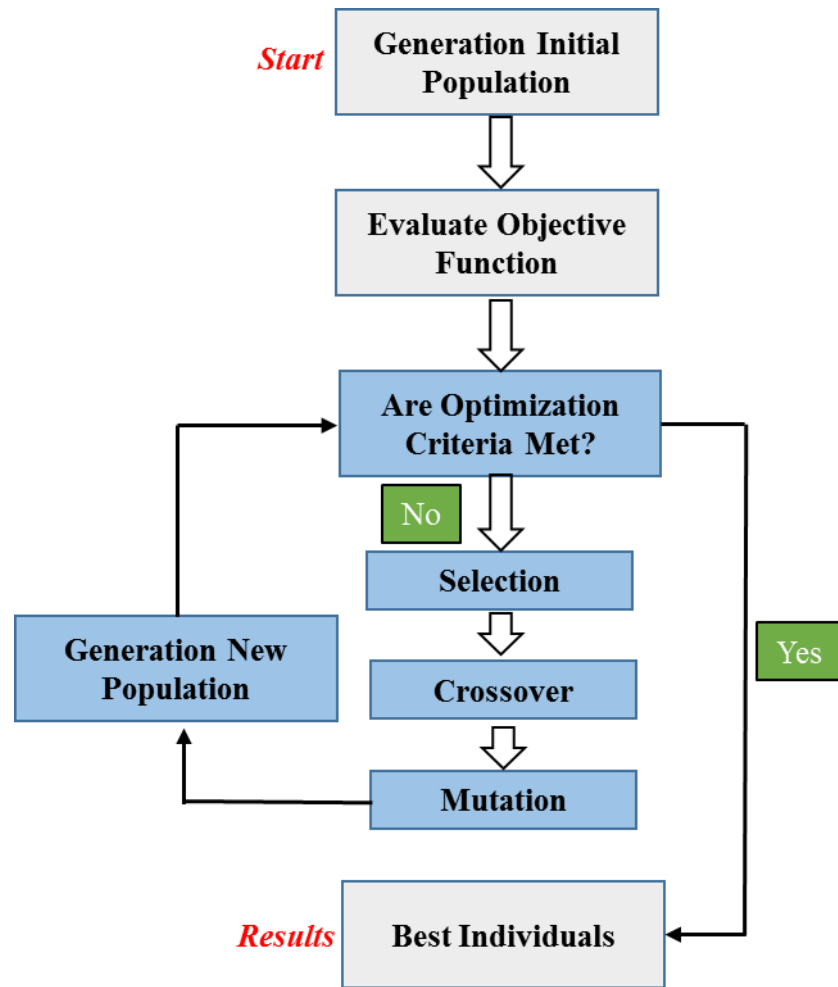 Start
Generation Initial
Population
Evaluate Objective
Function
Are Optimization
Criteria Met?
No
Selection
Generation New
Population
Yes
Crossover
Mutation
Results
Best Individuals